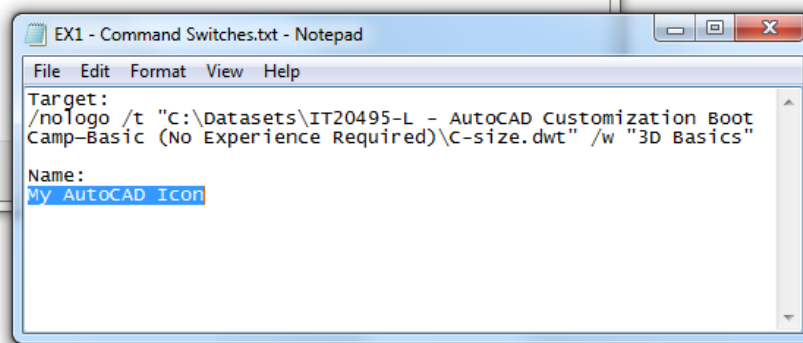 EX1 - Command Switches.txt - Notepad
File Edit Format View Help
Target:
/nologo /t "C:\Datasets\IT20495-L - AutoCAD Customization Boot
Camp–Basic (No Experience Required)\C-size.dwt" /w "3D Basics"
Name:
My AutoCAD Icon